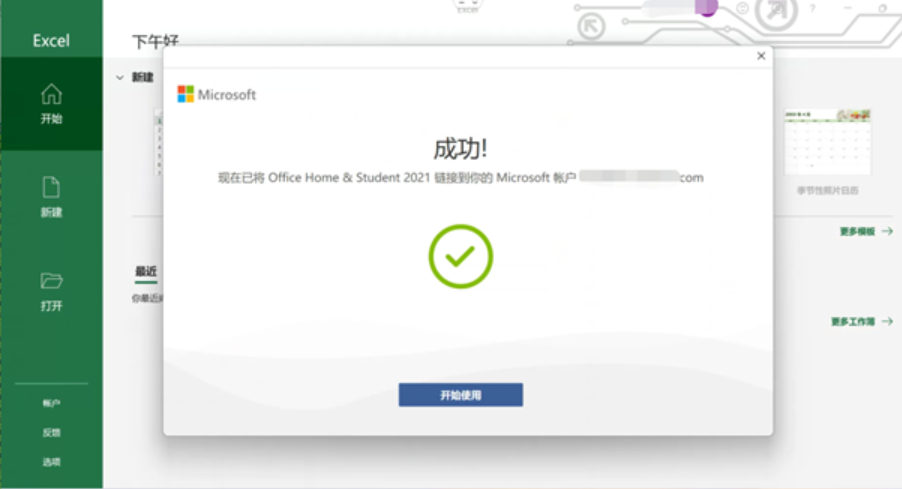 Excel
下午好
开始
新建
Microsoft
成功!
现在已将 Office Home & Student 2021 链接到你的 Microsoft 帐户
com
季节性照片日历
更多模板 →
新建
最近
你最近
更多工作簿 →
打开
开始使用
帐户
反馈
选项